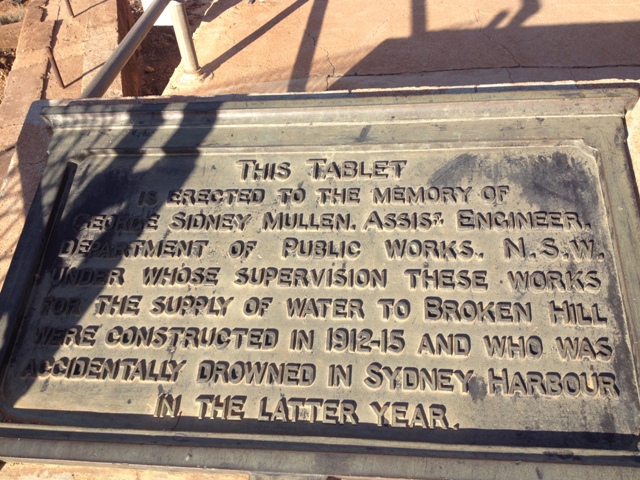 THIS TABLET
IS ERECTED TO THE MEMORY OF
GEORGE SIDNEY MULLEN. ASSIST. ENGINEER.
DEPARTMENT OF PUBLIC WORKS. N.S.W.
UNDER WHOSE SUPERVISION THESE WORKS
FOR THE SUPPLY OF WATER TO BROKEN HILL
WERE CONSTRUCTED IN 1912-15 AND WHO WAS
ACCIDENTALLY DROWNED IN SYDNEY HARBOUR
IN THE LATTER YEAR.